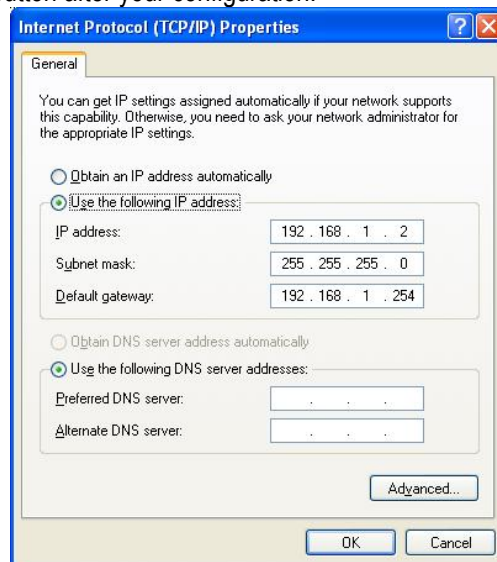 after your configuration.
Internet Protocol (TCP/IP) Properties
General
You can get IP settings assigned automatically if your network supports
this capability. Otherwise, you need to ask your network administrator for
the appropriate IP settings.
Obtain an IP address automatically
Use the following IP address:
IP address:
192 . 168 . 1 . 2
Subnet mask:
255 . 255 . 255 . 0
Default gateway:
192 . 168 . 1 . 254
Obtain DNS server address automatically
Use the following DNS server addresses:
Preferred DNS server:
. . .
Alternate DNS server:
. . .
Advanced...
OK
Cancel